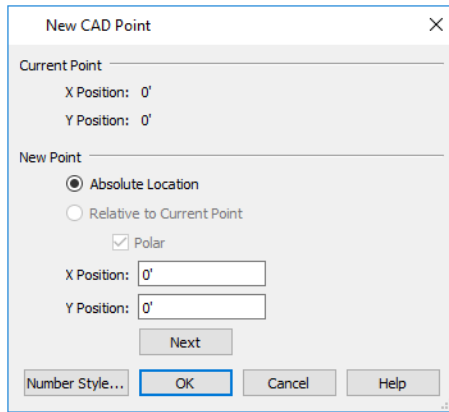 New CAD Point
Current Point
X Position: 0'
Y Position: 0'
New Point
Absolute Location
Relative to Current Point
Polar
X Position: 0'
Y Position: 0'
Next
Number Style... OK Cancel Help